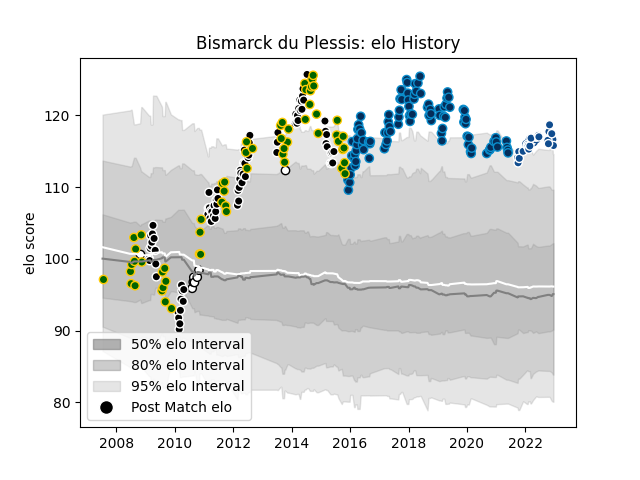 Bismarck du Plessis: elo History
elo score
120
110
100
90
80
50% elo Interval
80% elo Interval
95% elo Interval
Post Match elo
2008 2010 2012 2014 2016 2018 2020 2022